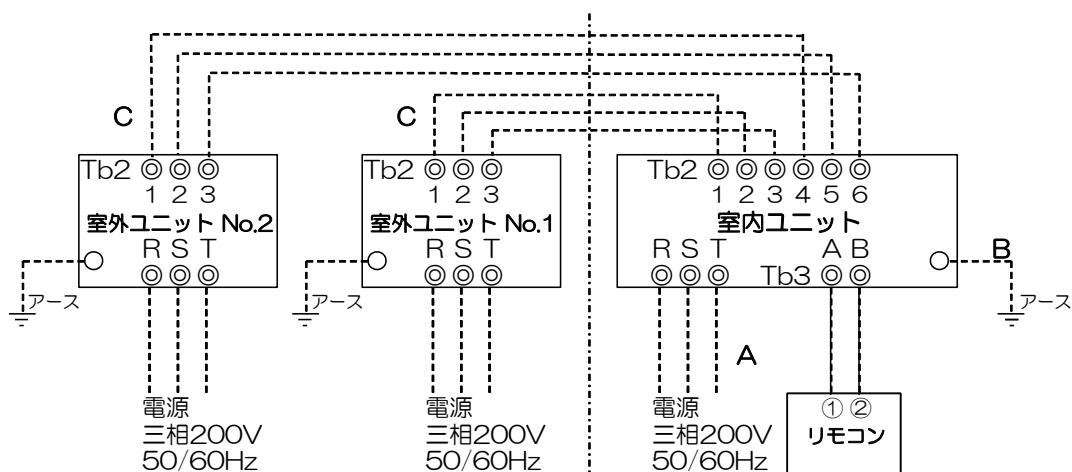 C
C
Tb2 ◎ ◎ ◎
1 2 3
室外ユニット No.2
R S T
アース
電源
三相200V
50/60Hz
Tb2 ◎ ◎ ◎
1 2 3
室外ユニット No.1
R S T
アース
電源
三相200V
50/60Hz
Tb2 ◎ ◎ ◎ ◎ ◎ ◎
1 2 3 4 5 6
室内ユニット
R S T
A B
Tb3
B
アース
A
電源
三相200V
50/60Hz
① ②
リモコン